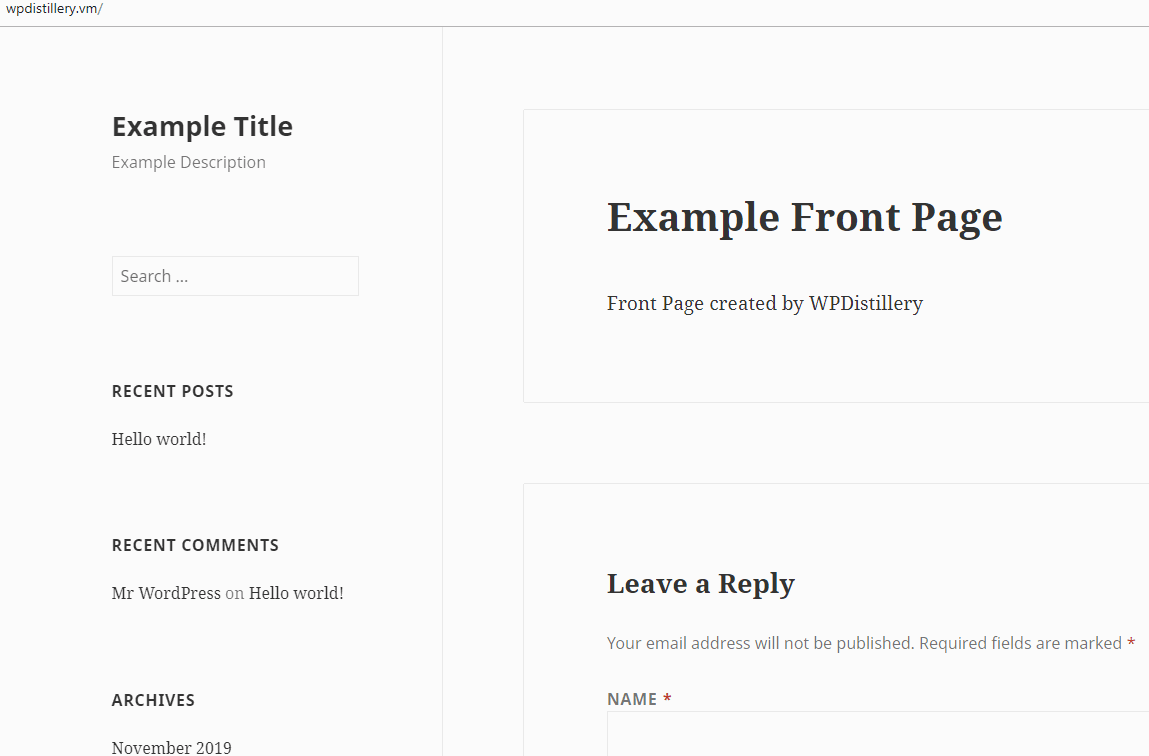 wpdistillery.vm/
Example Title
Example Description
Search ...
RECENT POSTS
Hello world!
RECENT COMMENTS
Mr WordPress on Hello world!
ARCHIVES
November 2019
Example Front Page
Front Page created by WPDistillery
Leave a Reply
Your email address will not be published. Required fields are marked *
NAME *